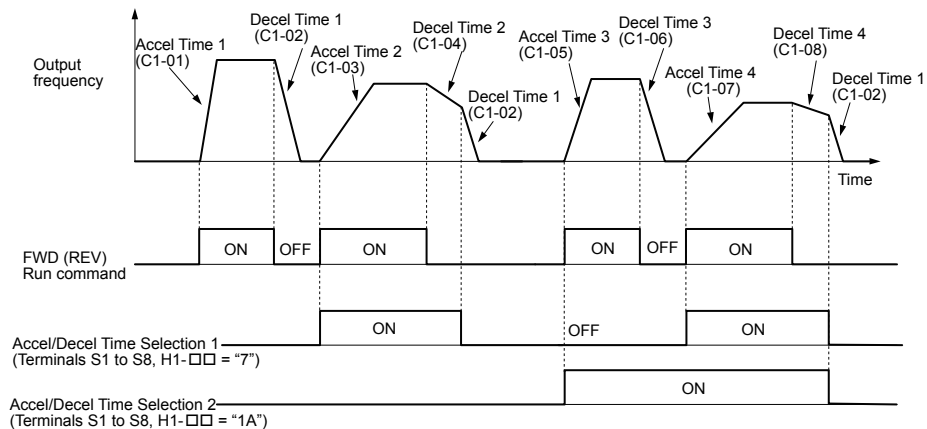 Output
frequency
Accel Time 1
(C1-01)
Decel Time 1
(C1-02)
Accel Time 2
(C1-03)
Decel Time 2
(C1-04)
Decel Time 1
(C1-02)
Accel Time 3
(C1-05)
Decel Time 3
(C1-06)
Accel Time 4
(C1-07)
Decel Time 4
(C1-08)
Decel Time 1
(C1-02)
Time
FWD (REV)
Run command
ON
OFF
ON
ON
OFF
ON
Accel/Decel Time Selection 1
(Terminals S1 to S8, H1-□□ = “7”)
ON
OFF
ON
Accel/Decel Time Selection 2
(Terminals S1 to S8, H1-□□ = “1A”)
ON